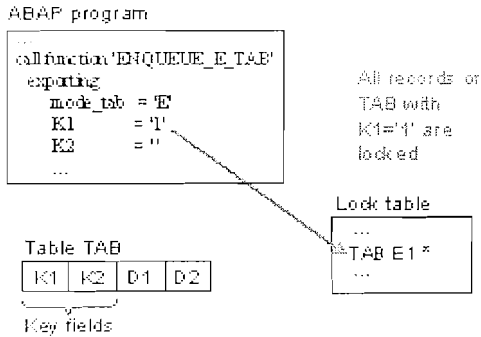 ABAP program
...
call function 'ENQUEUE_E_TAB'
exporting
mode_tab = 'E'
K1 = '1'
K2 = ''
...
All records of
TAB with
K1='1' are
locked
Lock table
...
TAB E1 *
...
Table TAB
K1 K2 D1 D2
Key fields